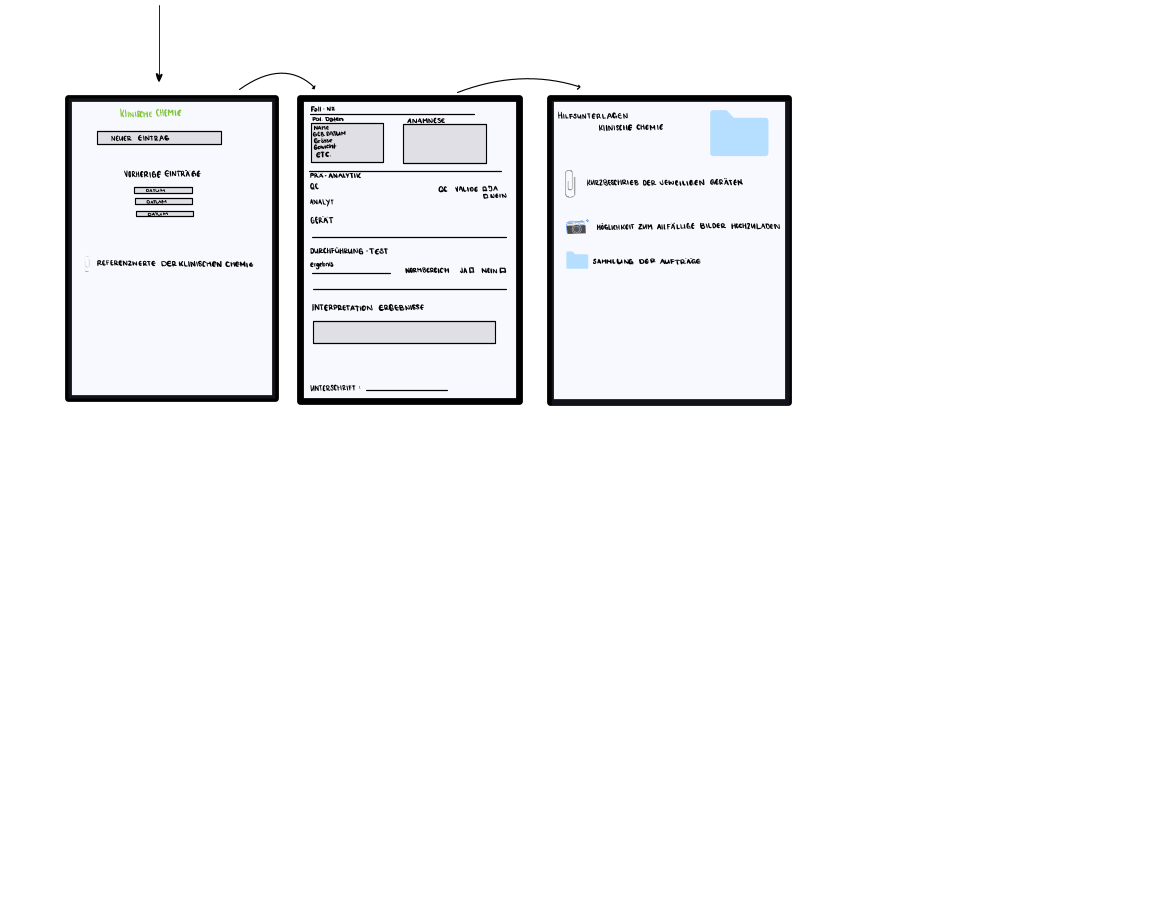 KLINISCHE CHEMIE
NEUER EINTRAG
VORHERIGE EINTRÄGE
DATUM
DATUM
DATUM
REFERENZWERTE DER KLINISCHEN CHEMIE
Fall-Nr
Pat. Daten
Name
GEB. DATUM
Grösse
Gewicht
ETC.
ANAMNESE
PRÄ-ANALYTIK
QC
QC VALIDE JA
NEIN
ANALYT
GERÄT
DURCHFÜHRUNG-TEST
Ergebnis
NORMBEREICH JA NEIN
INTERPRETATION ERGEBNISSE
UNTERSCHRIFT:
HILFSUNTERLAGEN
KLINISCHE CHEMIE
KURZBESCHRIEB DER JEWEILIGEN GERÄTEN
MÖGLICHKEIT ZUM ALLFÄLLIGE BILDER HOCHZULADEN
SAMMLUNG DER AUFTRÄGE